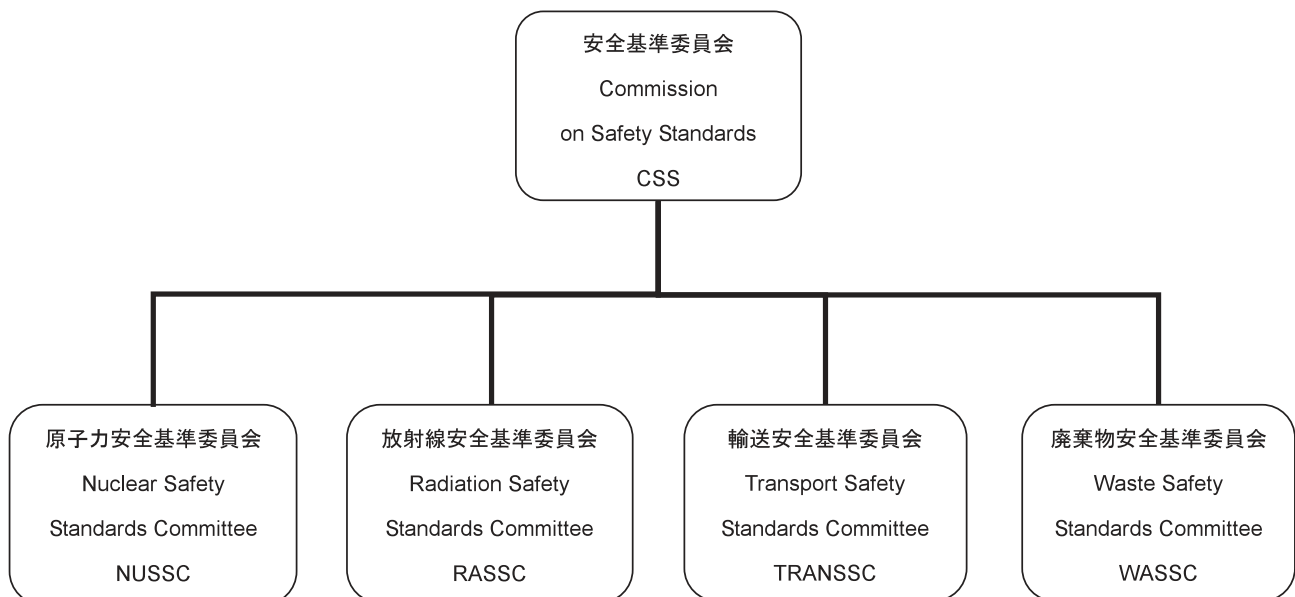 安全基準委員会
Commission
on Safety Standards
CSS
原子力安全基準委員会
Nuclear Safety
Standards Committee
NUSSC
放射線安全基準委員会
Radiation Safety
Standards Committee
RASSC
輸送安全基準委員会
Transport Safety
Standards Committee
TRANSSC
廃棄物安全基準委員会
Waste Safety
Standards Committee
WASSC